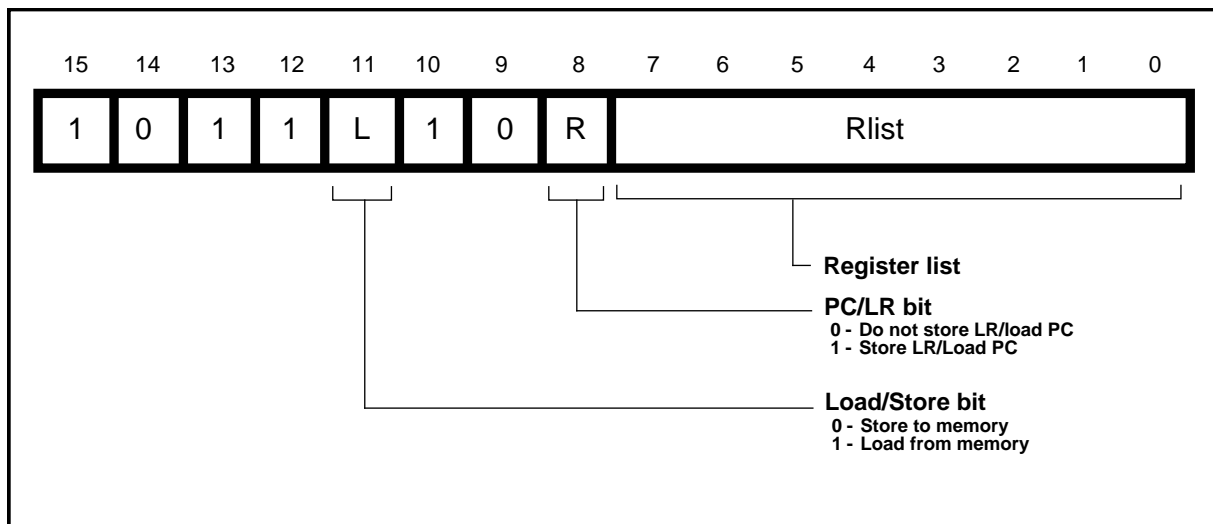 15 14 13 12 11 10 9 8 7 6 5 4 3 2 1 0
1 0 1 1 L 1 0 R Rlist
Register list
PC/LR bit
0 - Do not store LR/load PC
1 - Store LR/Load PC
Load/Store bit
0 - Store to memory
1 - Load from memory